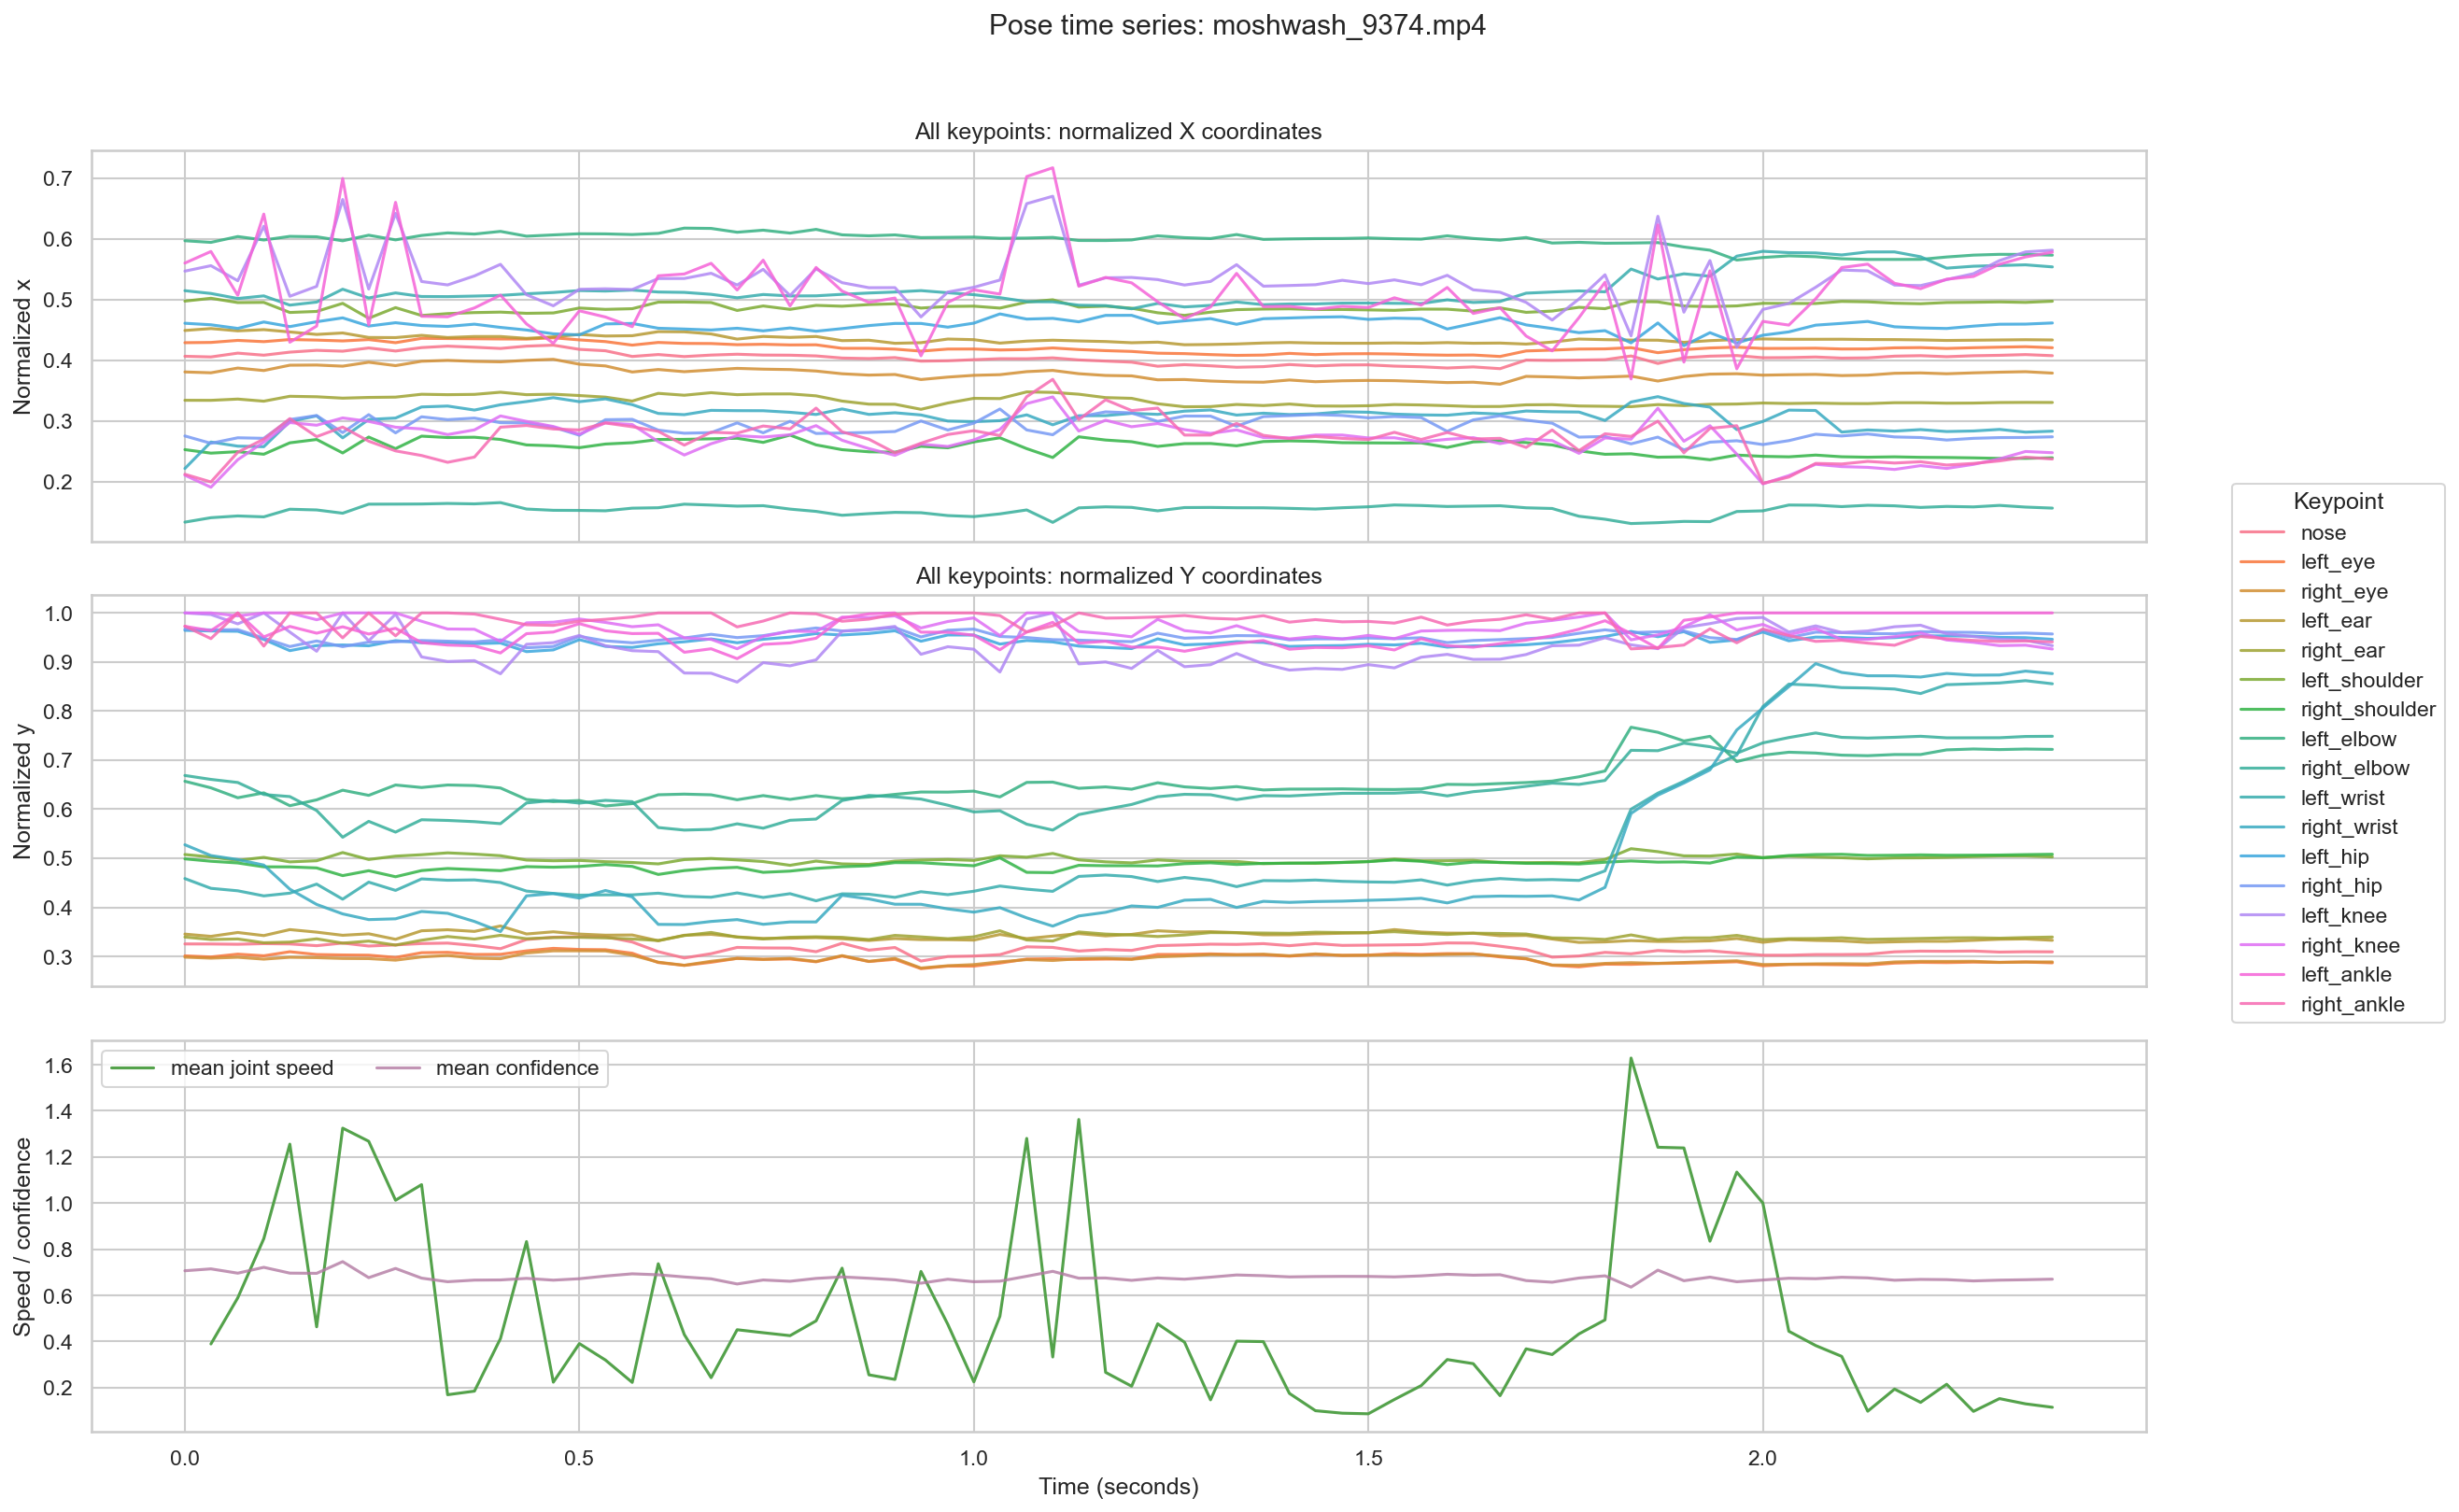 Pose time series: moshwash_9374.mp4
All keypoints: normalized X coordinates
Normalized x
0.7
0.6
0.5
0.4
0.3
0.2
All keypoints: normalized Y coordinates
Normalized y
1.0
0.9
0.8
0.7
0.6
0.5
0.4
0.3
mean joint speed
mean confidence
Speed / confidence
1.6
1.4
1.2
1.0
0.8
0.6
0.4
0.2
0.0
0.5
1.0
1.5
2.0
Time (seconds)
Keypoint
nose
left_eye
right_eye
left_ear
right_ear
left_shoulder
right_shoulder
left_elbow
right_elbow
left_wrist
right_wrist
left_hip
right_hip
left_knee
right_knee
left_ankle
right_ankle